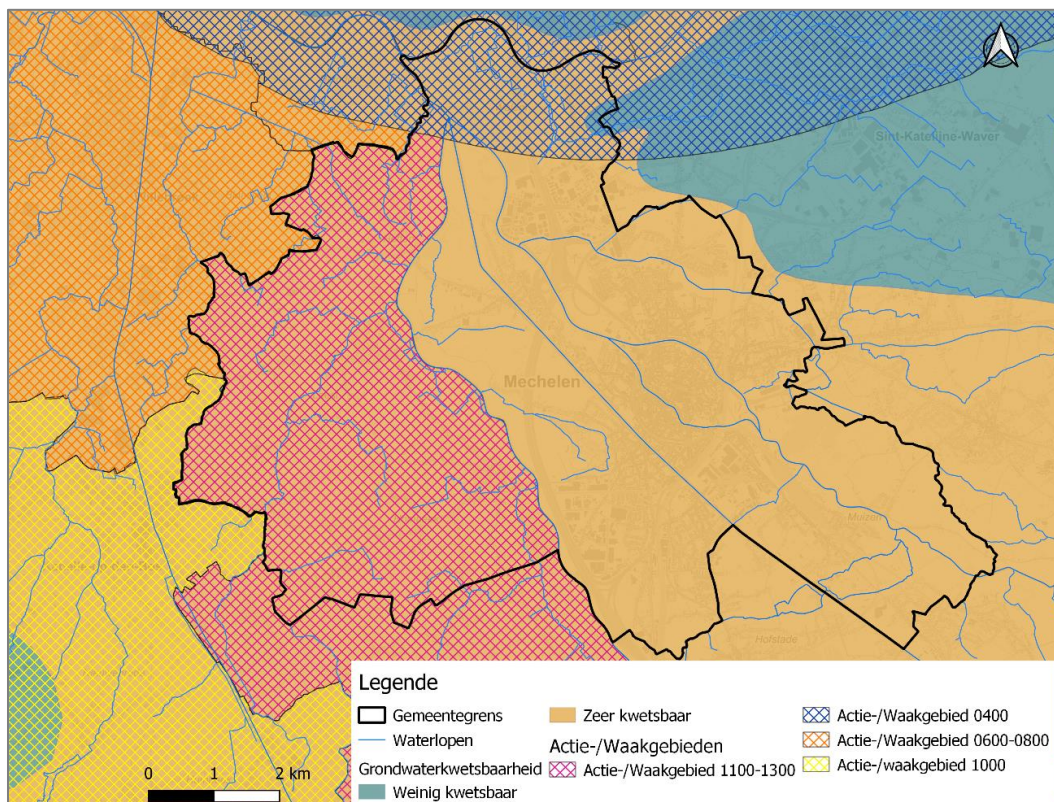 Sint-Katelijne-Waver
Mechelen
Muizen
Hofstade
Legende
Gemeentegrens
Waterlopen
Grondwaterkwetsbaarheid
Weinig kwetsbaar
Zeer kwetsbaar
Actie-/Waakgebieden
Actie-/Waakgebied 1100-1300
Actie-/Waakgebied 0400
Actie-/Waakgebied 0600-0800
Actie-/waakgebied 1000
0 1 2 km